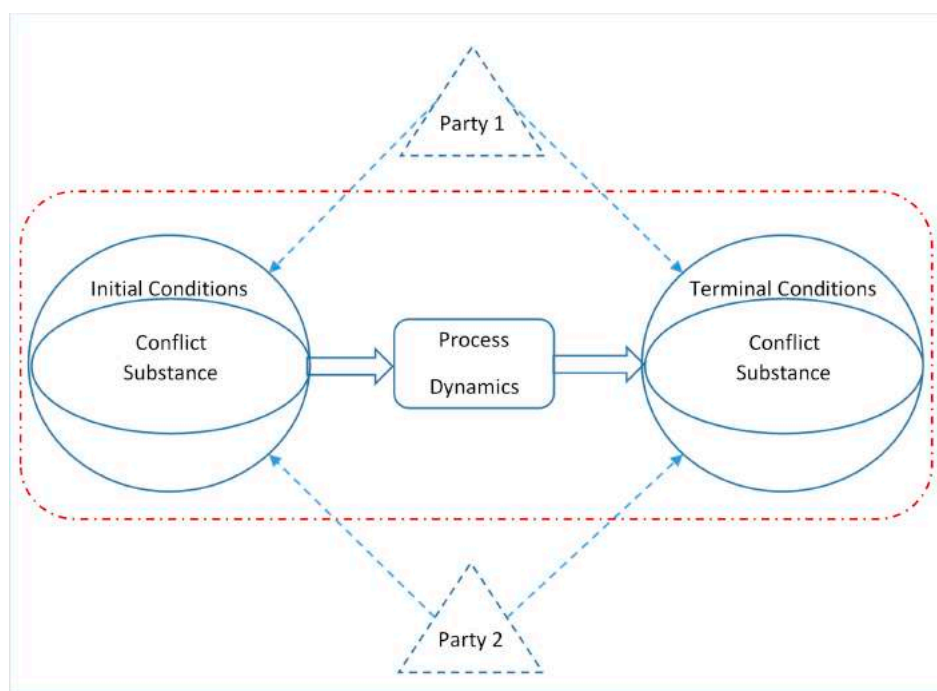 Party 1
Initial Conditions
Conflict
Substance
Process
Dynamics
Terminal Conditions
Conflict
Substance
Party 2